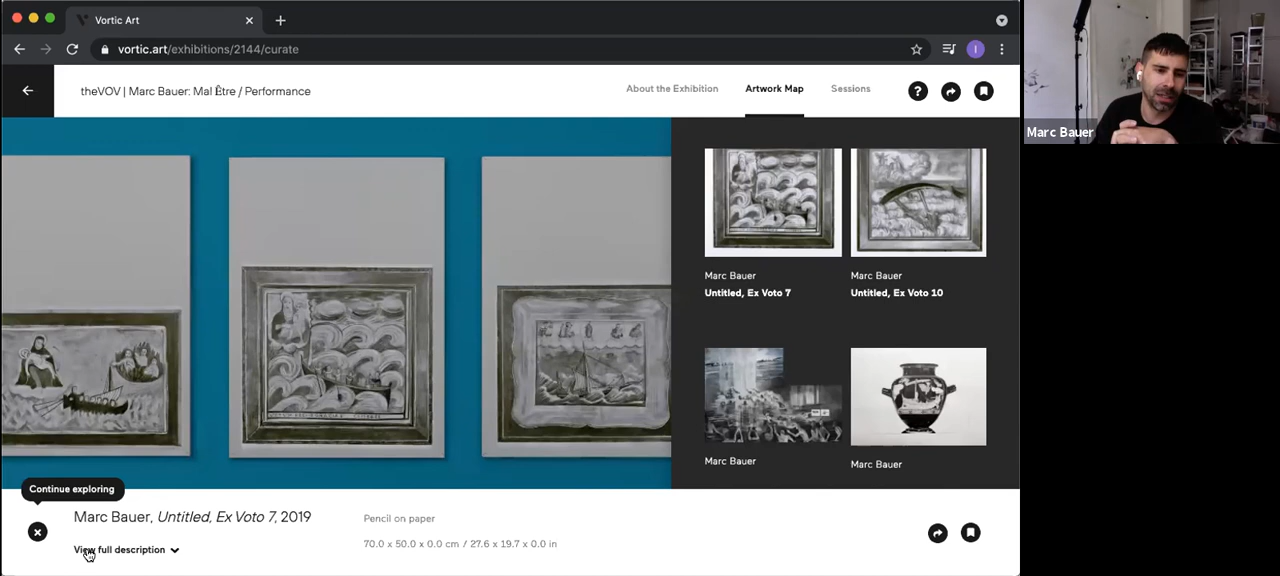 Vortic Art
vortic.art/exhibitions/2144/curate
I
theVOV | Marc Bauer: Mal Être / Performance
About the Exhibition
Artwork Map
Sessions
?
Marc Bauer
Marc Bauer
Untitled, Ex Voto 7
Marc Bauer
Untitled, Ex Voto 10
Marc Bauer
Marc Bauer
Continue exploring
Marc Bauer, Untitled, Ex Voto 7, 2019
View full description
Pencil on paper
70.0 x 50.0 x 0.0 cm / 27.6 x 19.7 x 0.0 in